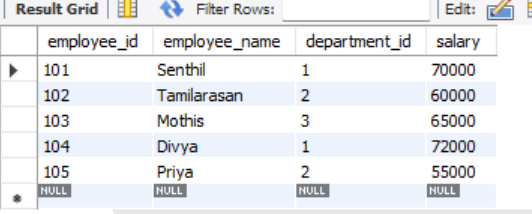 Result Grid Filter Rows: Edit:
employee_id employee_name department_id salary
101 Senthil 1 70000
102 Tamilarasan 2 60000
103 Mothis 3 65000
104 Divya 1 72000
105 Priya 2 55000
NULL NULL NULL NULL